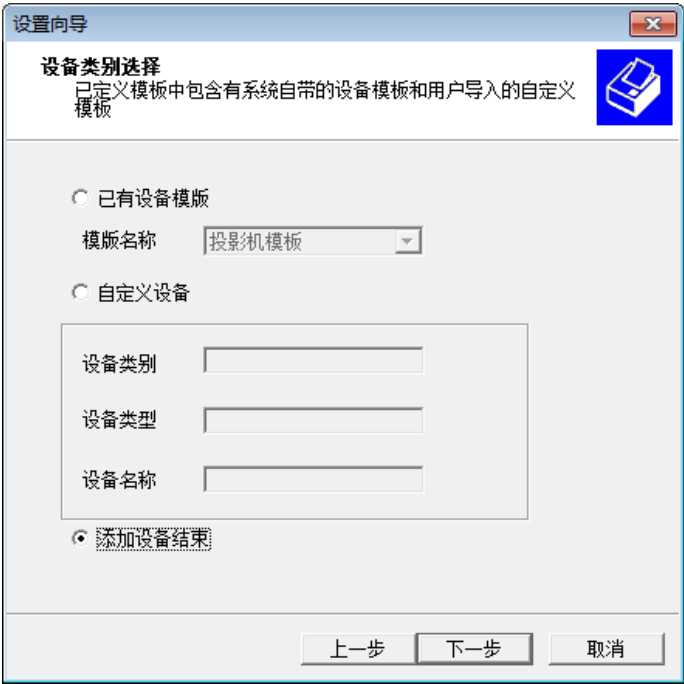 设置向导
设备类别选择
已定义模板中包含有系统自带的设备模板和用户导入的自定义
模板
已有设备模版
模版名称 投影机模板
自定义设备
设备类别
设备类型
设备名称
添加设备结束
上一步 下一步 取消